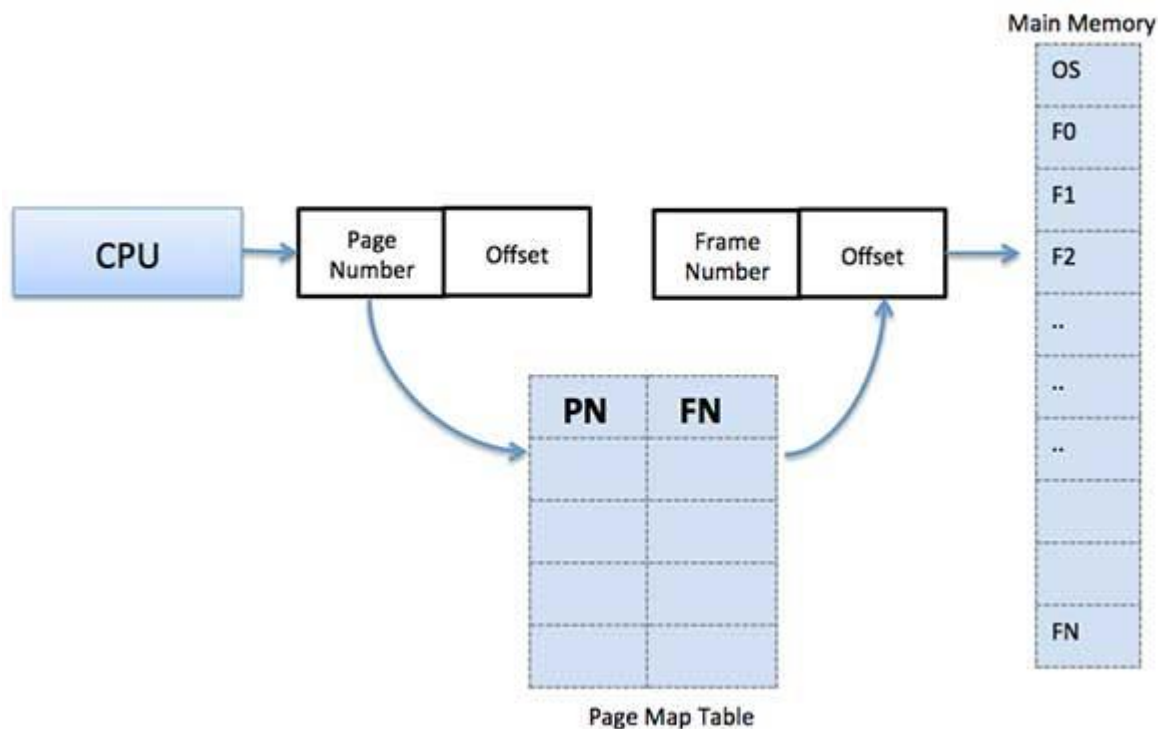 Main Memory
OS
F0
F1
F2
..
..
..
FN
CPU
Page
Number
Offset
Frame
Number
Offset
PN FN
Page Map Table